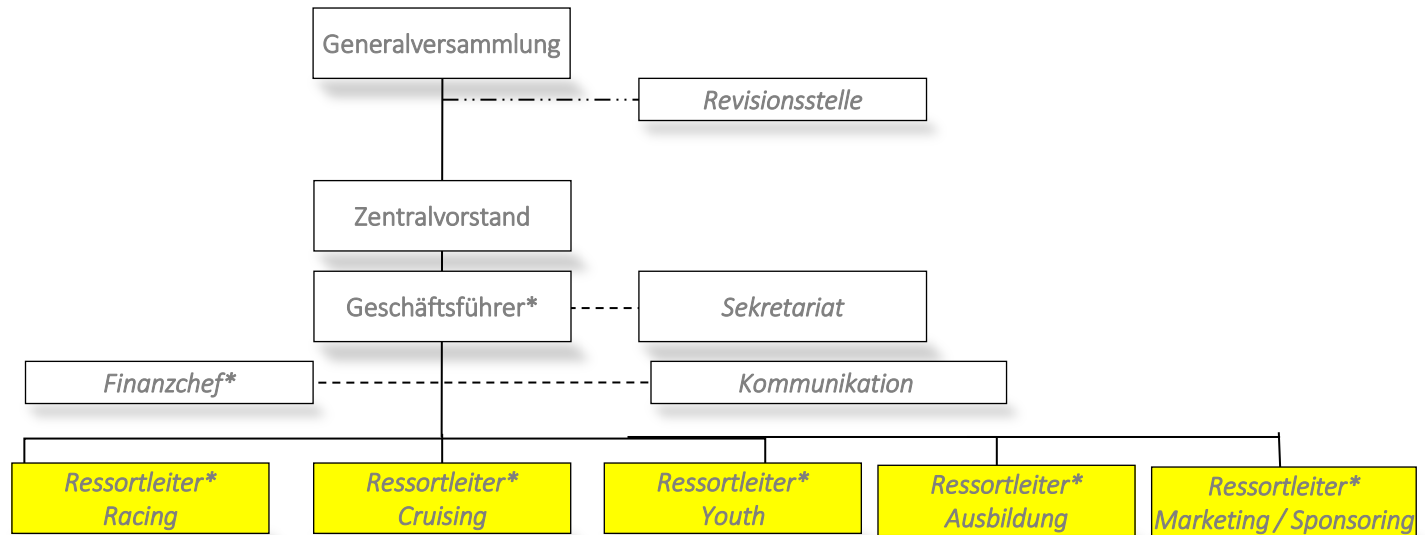 Generalversammlung
Revisionsstelle
Zentralvorstand
Geschäftsführer*
Sekretariat
Finanzchef*
Kommunikation
Ressortleiter*
Racing
Ressortleiter*
Cruising
Ressortleiter*
Youth
Ressortleiter*
Ausbildung
Ressortleiter*
Marketing / Sponsoring